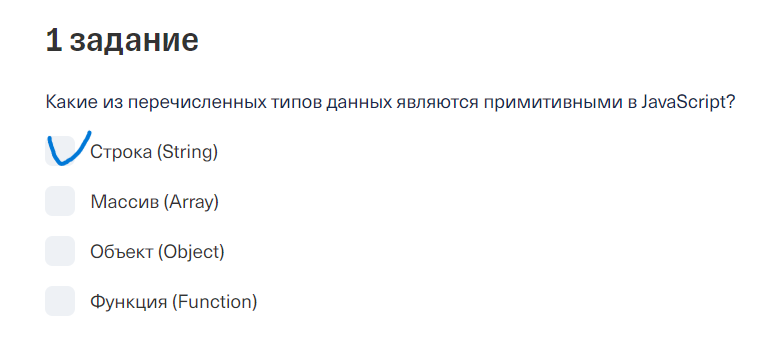 1 задание
Какие из перечисленных типов данных являются примитивными в JavaScript?
Строка (String)
Массив (Array)
Объект (Object)
Функция (Function)